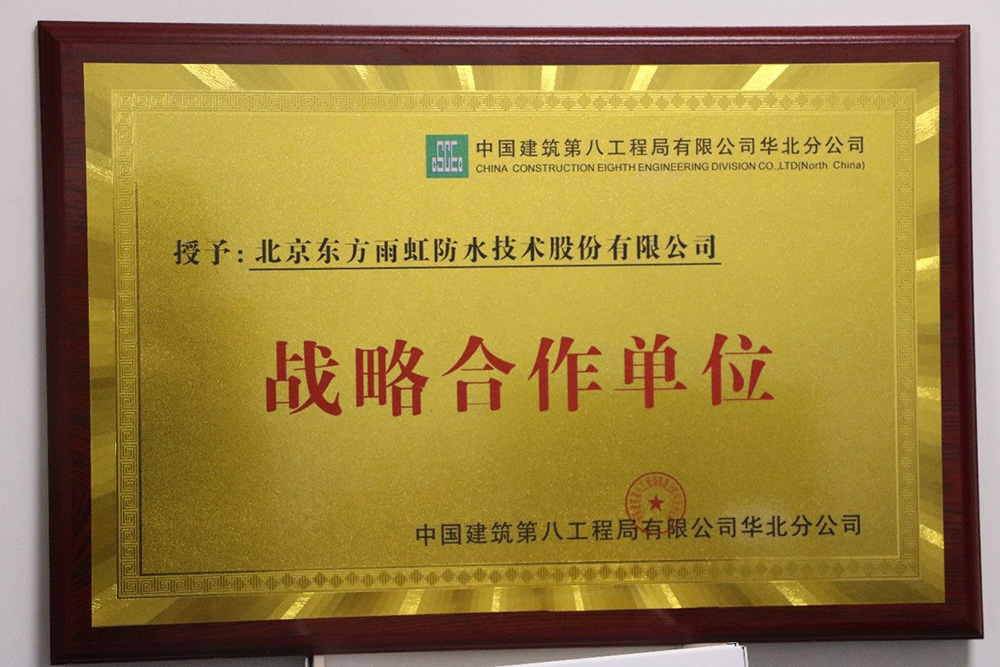 中国建筑第八工程局有限公司华北分公司
CHINA CONSTRUCTION EIGHTH ENGINEERING DIVISION CO.,LTD(North China)
授予:北京东方雨虹防水技术股份有限公司
战略合作单位
中国建筑第八工程局有限公司华北分公司